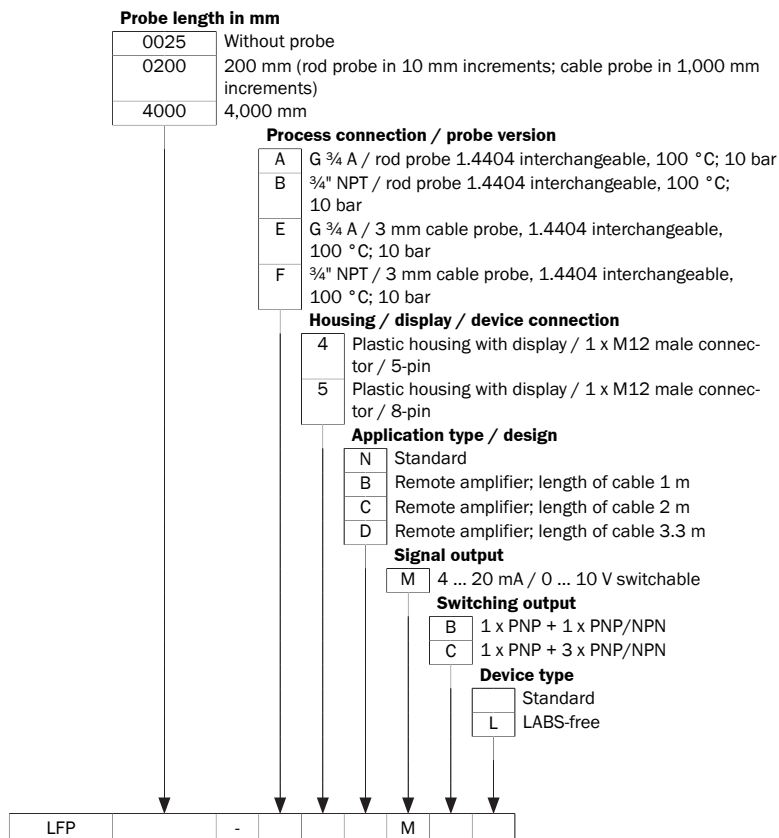 Probe length in mm
0025 Without probe
0200 200 mm (rod probe in 10 mm increments; cable probe in 1,000 mm
increments)
4000 4,000 mm
Process connection / probe version
A G ¾ A / rod probe 1.4404 interchangeable, 100 °C; 10 bar
B ¾" NPT / rod probe 1.4404 interchangeable, 100 °C;
10 bar
E G ¾ A / 3 mm cable probe, 1.4404 interchangeable,
100 °C; 10 bar
F ¾" NPT / 3 mm cable probe, 1.4404 interchangeable,
100 °C; 10 bar
Housing / display / device connection
4 Plastic housing with display / 1 x M12 male connec-
tor / 5-pin
5 Plastic housing with display / 1 x M12 male connec-
tor / 8-pin
Application type / design
N Standard
B Remote amplifier; length of cable 1 m
C Remote amplifier; length of cable 2 m
D Remote amplifier; length of cable 3.3 m
Signal output
M 4 ... 20 mA / 0 ... 10 V switchable
Switching output
B 1 x PNP + 1 x PNP/NPN
C 1 x PNP + 3 x PNP/NPN
Device type
Standard
L LABS-free
LFP - M